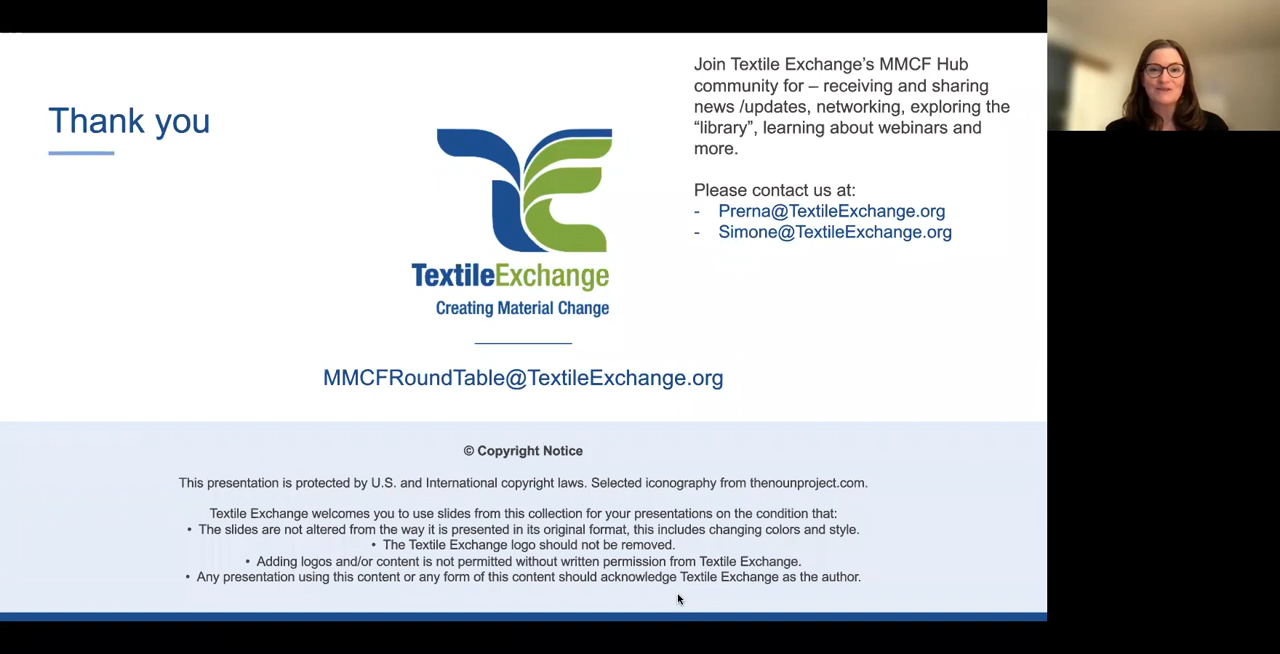 Thank you
TextileExchange
Creating Material Change
MMCFRoundTable@TextileExchange.org
Join Textile Exchange’s MMCF Hub
community for – receiving and sharing
news /updates, networking, exploring the
“library”, learning about webinars and
more.
Please contact us at:
- Prerna@TextileExchange.org
- Simone@TextileExchange.org
© Copyright Notice
This presentation is protected by U.S. and International copyright laws. Selected iconography from thenounproject.com.
Textile Exchange welcomes you to use slides from this collection for your presentations on the condition that:
• The slides are not altered from the way it is presented in its original format, this includes changing colors and style.
• The Textile Exchange logo should not be removed.
• Adding logos and/or content is not permitted without written permission from Textile Exchange.
• Any presentation using this content or any form of this content should acknowledge Textile Exchange as the author.